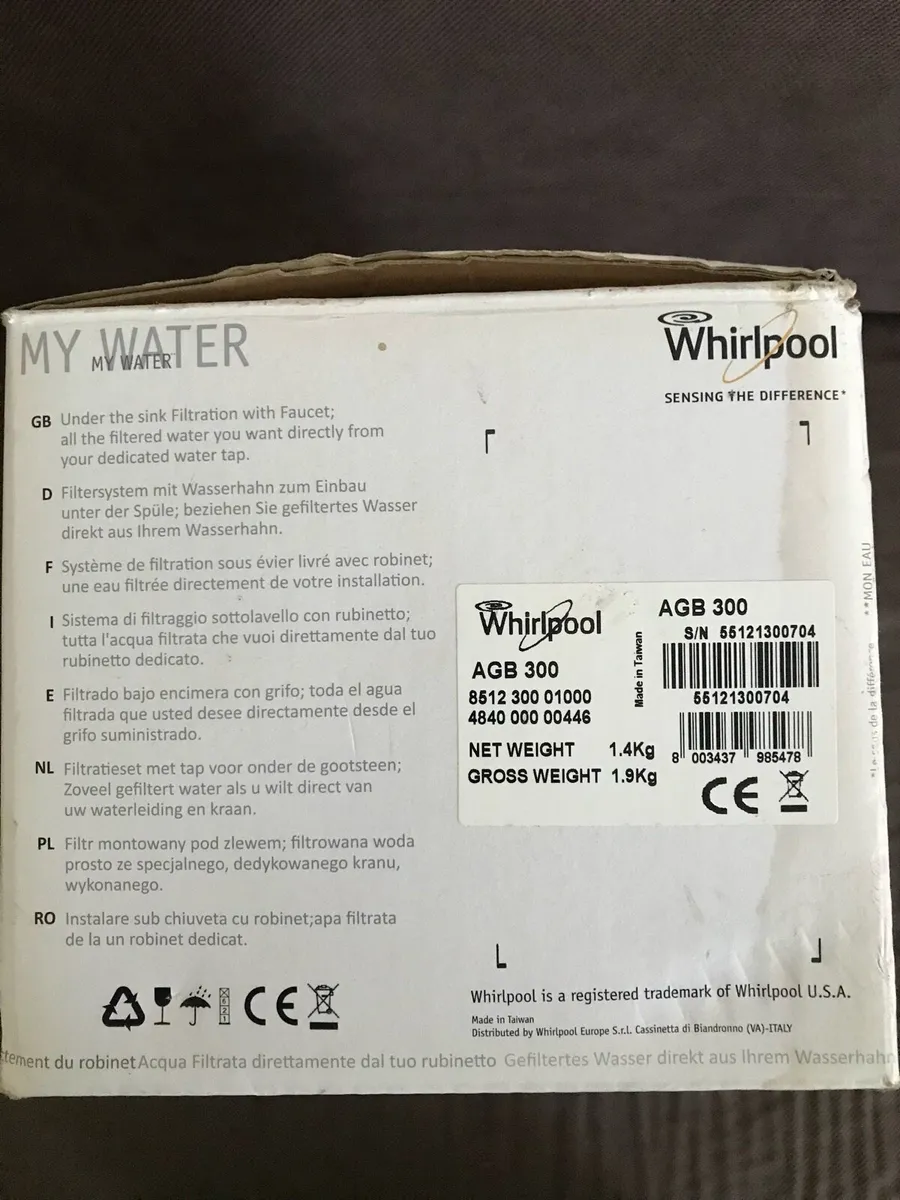 MY WATER
MY WATER
Whirlpool
SENSING THE DIFFERENCE*
GB Under the sink Filtration with Faucet;
all the filtered water you want directly from
your dedicated water tap.
D Filtersystem mit Wasserhahn zum Einbau
unter der Spüle; beziehen Sie gefiltertes Wasser
direkt aus Ihrem Wasserhahn.
F Système de filtration sous évier livré avec robinet;
une eau filtrée directement de votre installation.
I Sistema di filtraggio sottolavello con rubinetto;
tutta l'acqua filtrata che vuoi direttamente dal tuo
rubinetto dedicato.
E Filtrado bajo encimera con grifo; toda el agua
filtrada que usted desee directamente desde el
grifo suministrado.
NL Filtratieset met tap voor onder de gootsteen;
Zoveel gefiltert water als u wilt direct van
uw waterleiding en kraan.
PL Filtr montowany pod zlewem; filtrowana woda
prosto ze specjalnego, dedykowanego kranu,
wykonanego.
RO Instalare sub chiuveta cu robinet;apa filtrata
de la un robinet dedicat.
Whirlpool
AGB 300
8512 300 01000
4840 000 00446
NET WEIGHT 1.4Kg
GROSS WEIGHT 1.9Kg
Made in Taiwan
AGB 300
S/N 55121300704
55121300704
8 003437 985478
CE
CE
Whirlpool is a registered trademark of Whirlpool U.S.A.
Made in Taiwan
Distributed by Whirlpool Europe S.r.l. Cassinetta di Biandronno (VA)-ITALY
tement du robinet Acqua Filtrata direttamente dal tuo rubinetto Gefiltertes Wasser direkt aus Ihrem Wasserhahn
**MON EAU
de la différence